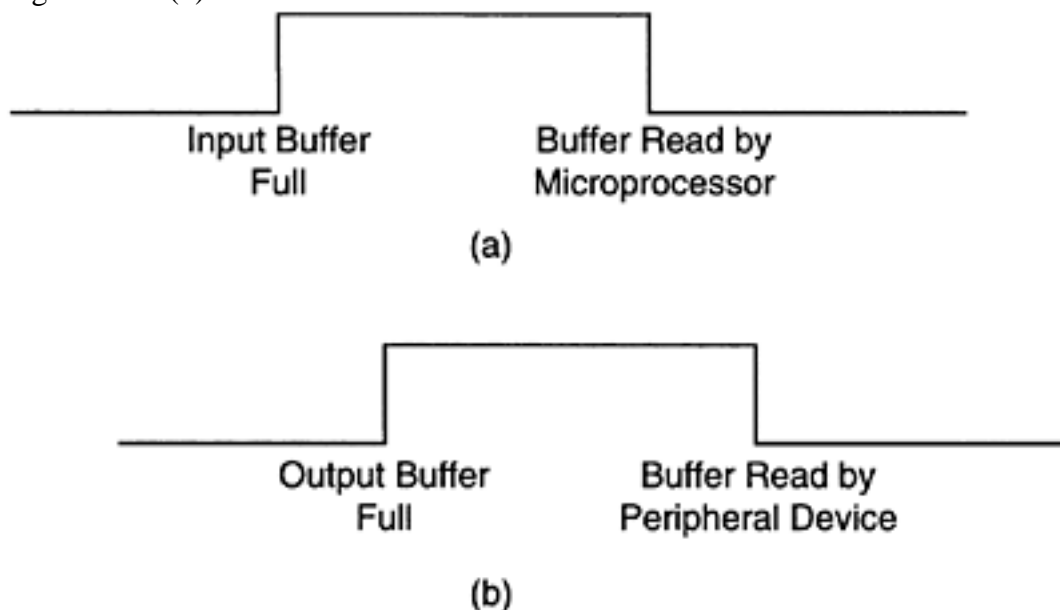 Input Buffer
Full
Buffer Read by
Microprocessor
(a)
Output Buffer
Full
Buffer Read by
Peripheral Device
(b)